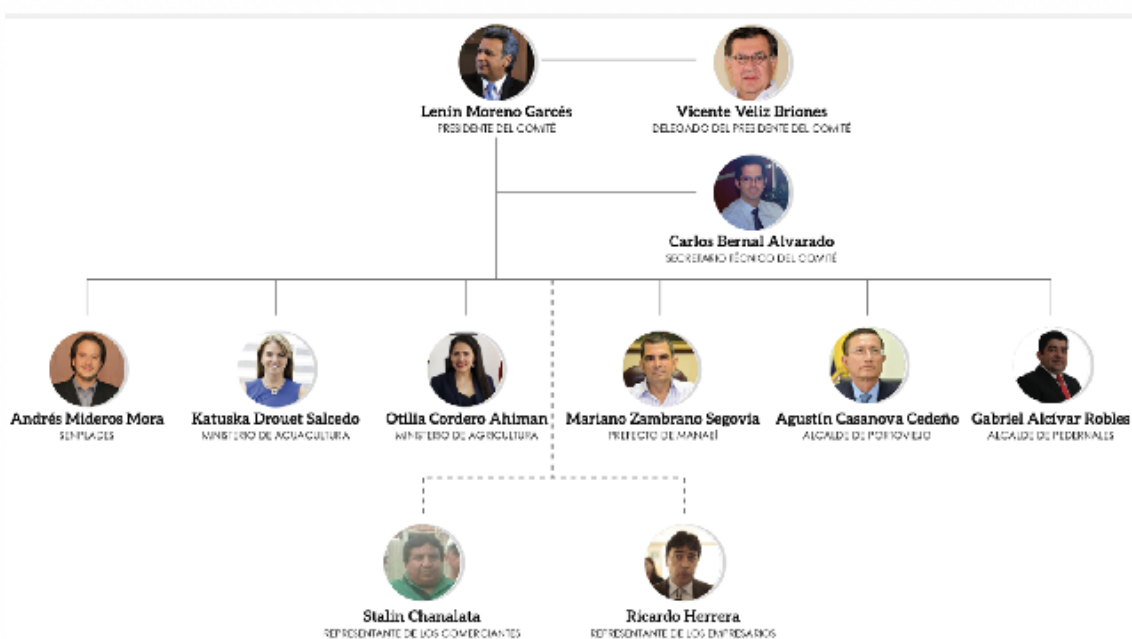 Lenín Moreno Garcés
PRESIDENTE DEL COMITÉ
Vicente Véliz Briones
DELEGADO DEL PRESIDENTE DEL COMITÉ
Carlos Bernal Alvarado
SECRETARIO TÉCNICO DEL COMITÉ
Andrés Mideros Mora
SENPLADES
Katuska Drouet Salcedo
MINISTERIO DE ACUACULTURA
Otilia Cordero Ahiman
MINISTERIO DE AGRICULTURA
Mariano Zambrano Segovia
PREFECTO DE MANABÍ
Agustín Casanova Cedeño
ALCALDE DE PORTOVIEJO
Gabriel Alcívar Robles
ALCALDE DE PEDERNALES
Stalin Chanalata
REPRESENTANTE DE LOS COMERCIANTES
Ricardo Herrera
REPRESENTANTE DE LOS EMPRESARIOS